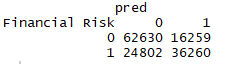 pred
Financial Risk 0 1
0 62630 16259
1 24802 36260